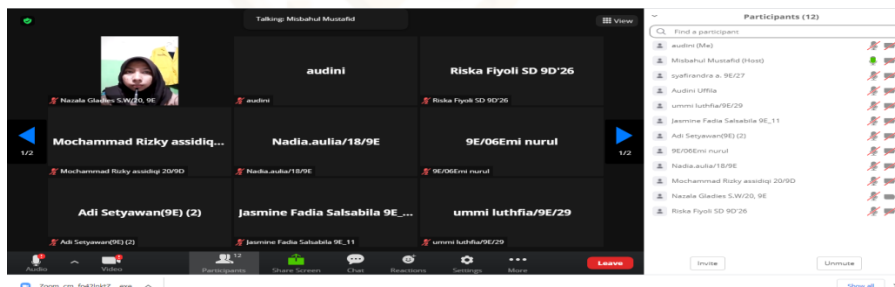 Talking: Misbahul Mustafid
View
Nazala Gladies S.W/20, 9E
audini
audini
Riska Fiyoli SD 9D'26
Riska Fiyoli SD 9D'26
1/2
Mochammad Rizky assidiq...
Mochammad Rizky assidiqi 20/9D
Nadia.aulia/18/9E
Nadia.aulia/18/9E
9E/06Emi nurul
9E/06Emi nurul
1/2
Adi Setyawan(9E) (2)
Adi Setyawan(9E) (2)
Jasmine Fadia Salsabila 9E_...
Jasmine Fadia Salsabila 9E_11
ummi luthfia/9E/29
ummi luthfia/9E/29
Audio
Video
Participants
12
Share Screen
Chat
Reactions
Settings
More
Leave
Participants (12)
Find a participant
audini (Me)
Misbahul Mustafid (Host)
syafirandra a. 9E/27
Audini Uffila
ummi luthfia/9E/29
Jasmine Fadia Salsabila 9E_11
Adi Setyawan(9E) (2)
9E/06Emi nurul
Nadia.aulia/18/9E
Mochammad Rizky assidiqi 20/9D
Nazala Gladies S.W/20, 9E
Riska Fiyoli SD 9D'26
Invite
Unmute
Show all